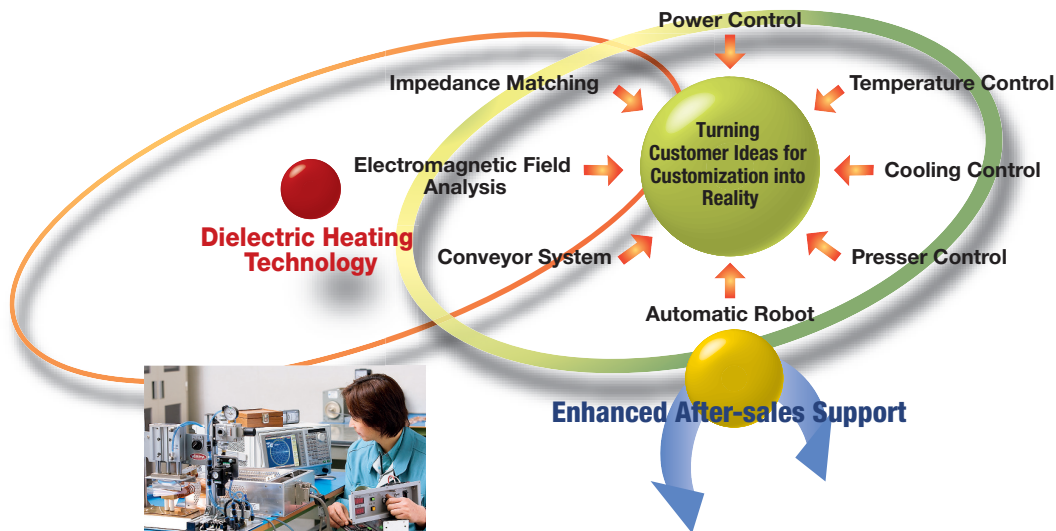 Power Control
Impedance Matching
Temperature Control
Turning
Customer Ideas for
Customization into
Reality
Electromagnetic Field
Analysis
Cooling Control
Dielectric Heating
Technology
Conveyor System
Presser Control
Automatic Robot
Enhanced After-sales Support